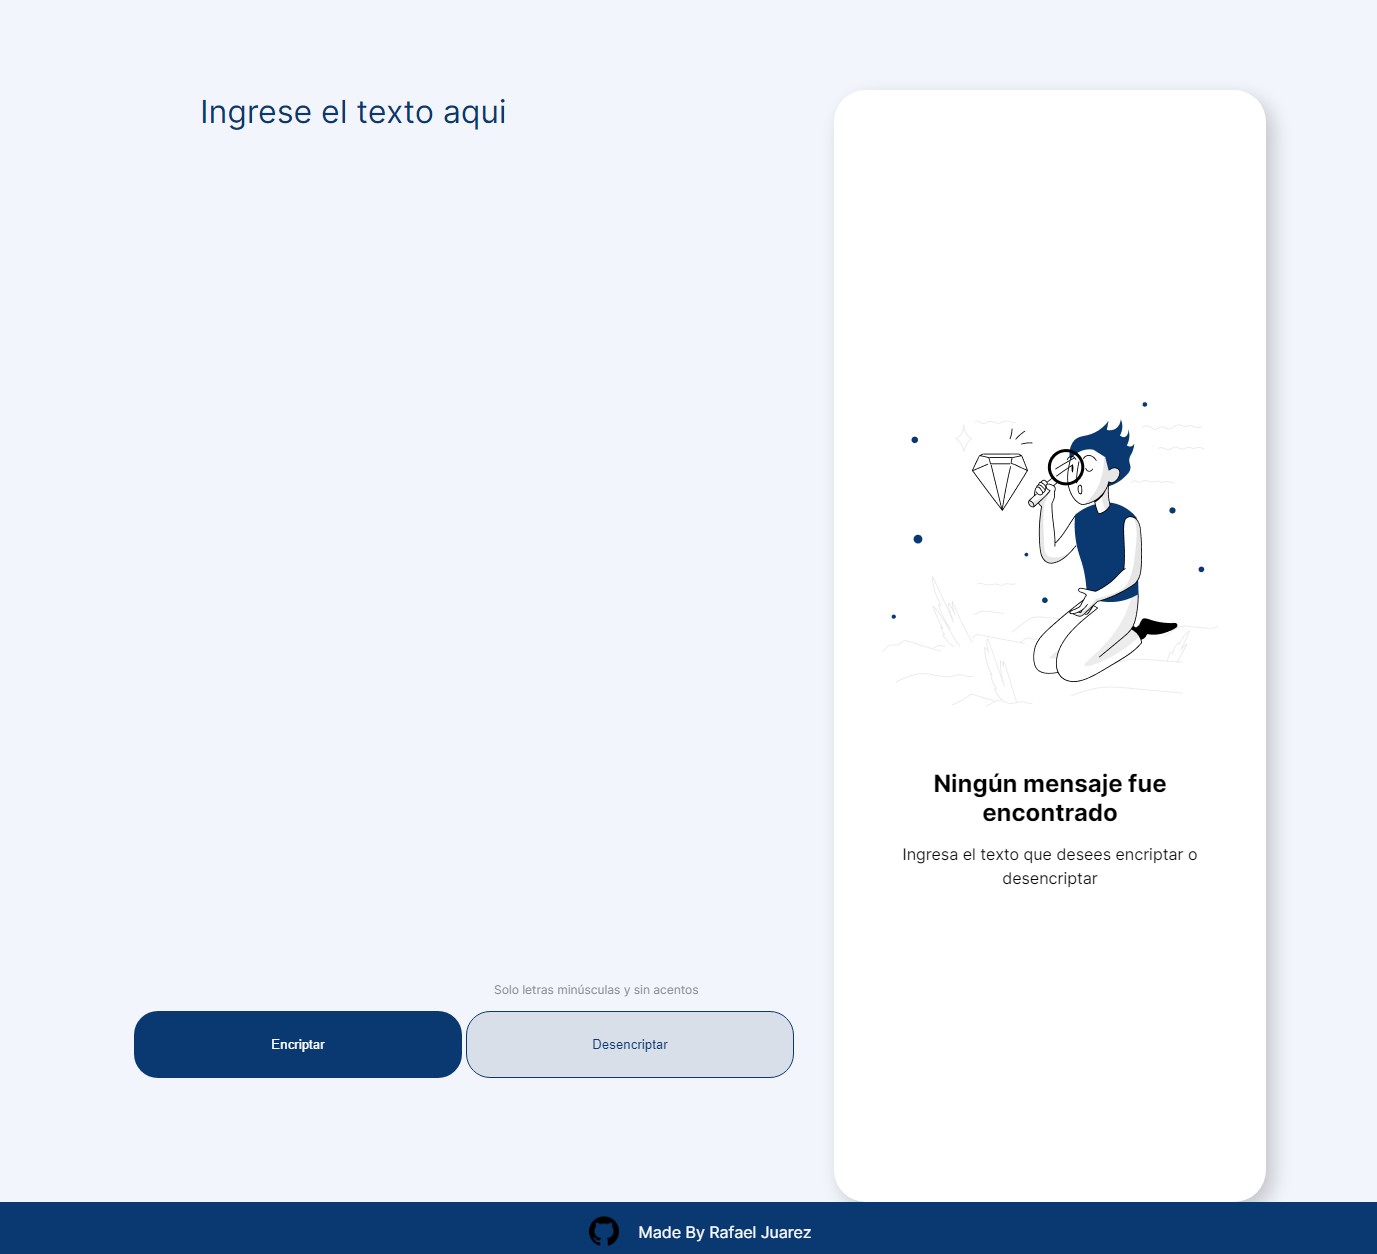 Ingrese el texto aqui
Ningún mensaje fue
encontrado
Ingresa el texto que desees encriptar o
desencriptar
Solo letras minúsculas y sin acentos
Encriptar
Desencriptar
Made By Rafael Juarez